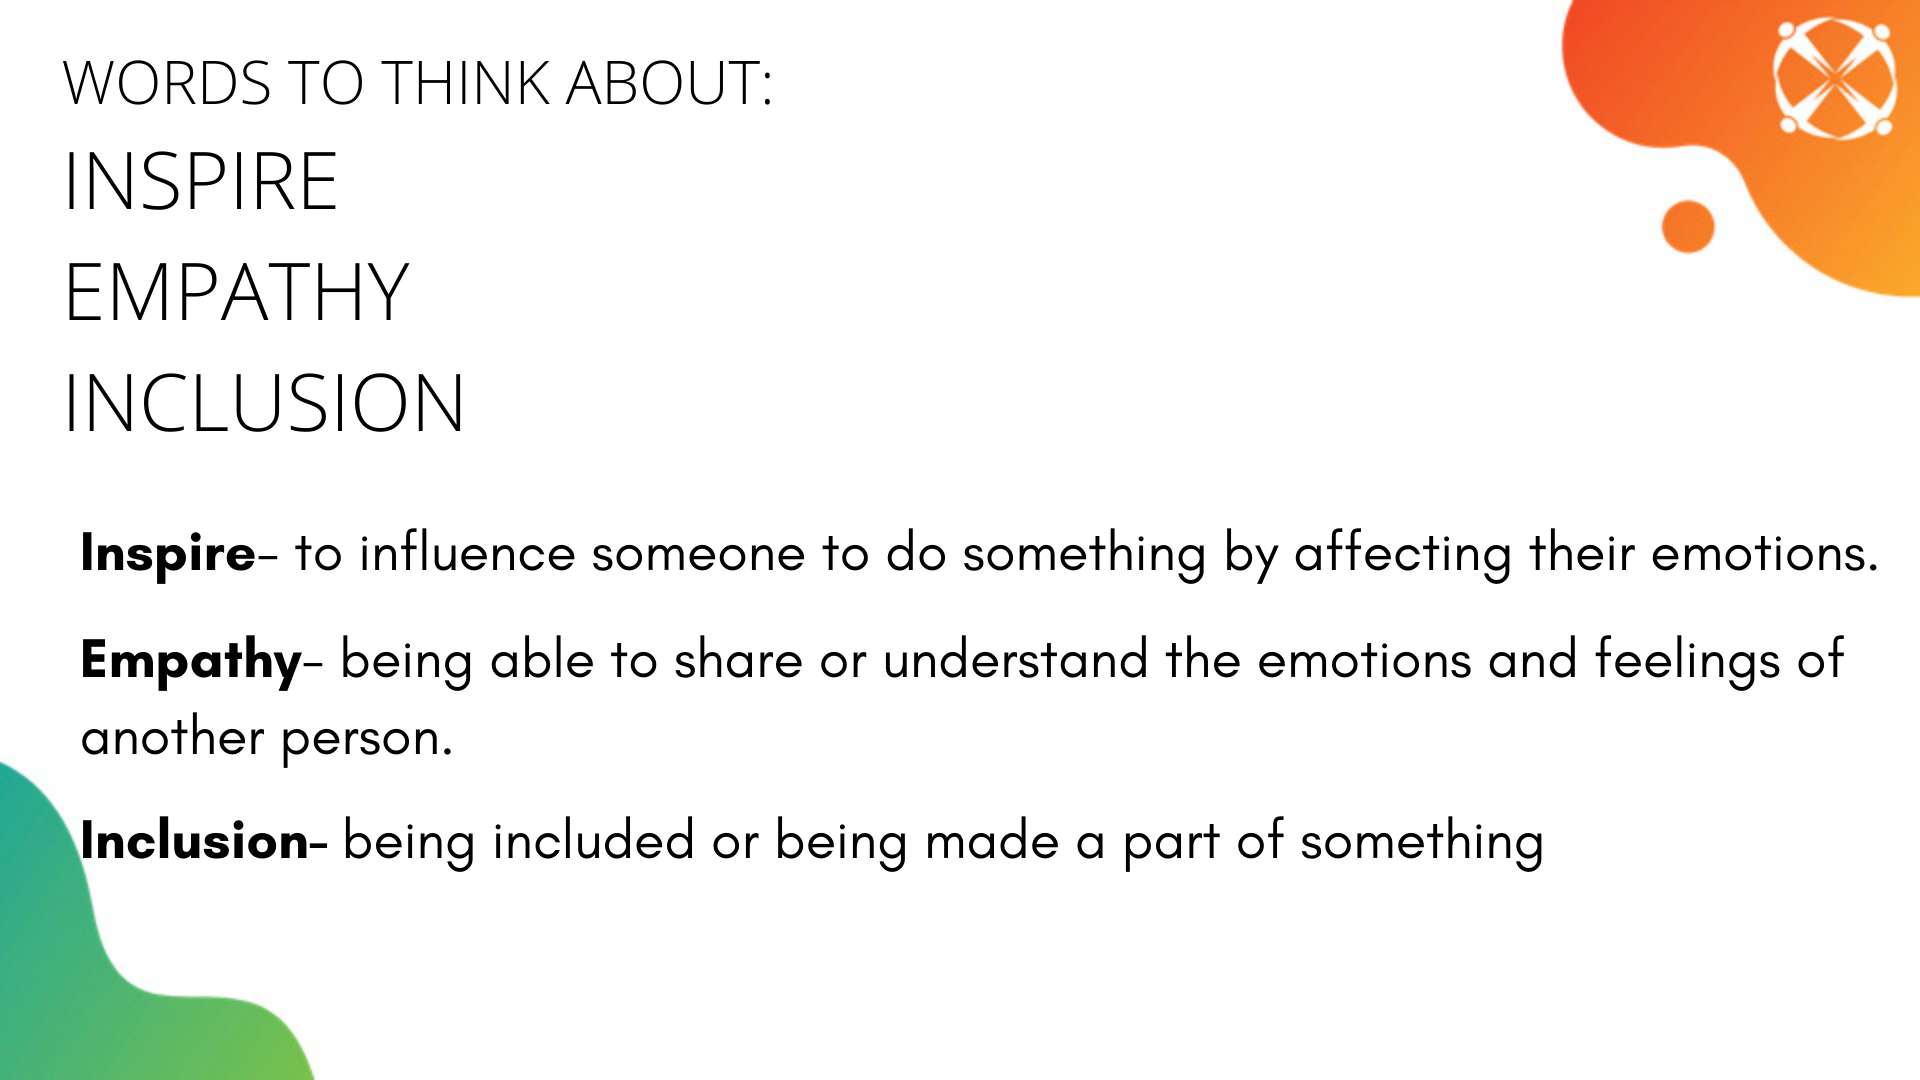 WORDS TO THINK ABOUT:
INSPIRE
EMPATHY
INCLUSION
Inspire- to influence someone to do something by affecting their emotions.
Empathy- being able to share or understand the emotions and feelings of
another person.
Inclusion- being included or being made a part of something